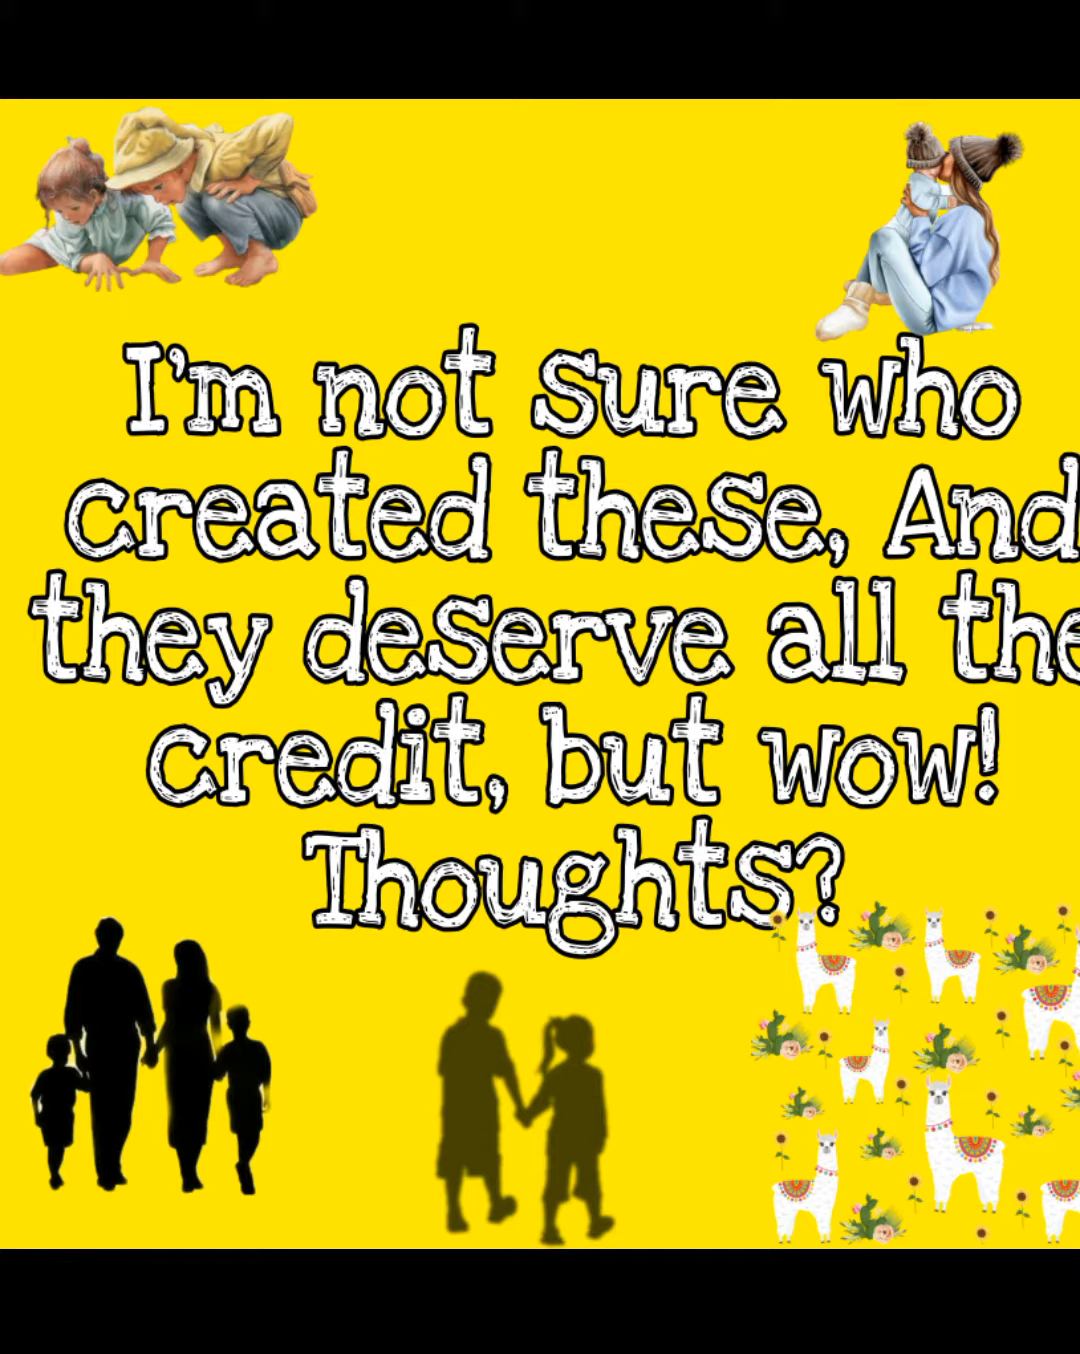 I'm not sure who
created these, And
they deserve all the
credit, but wow!
Thoughts?